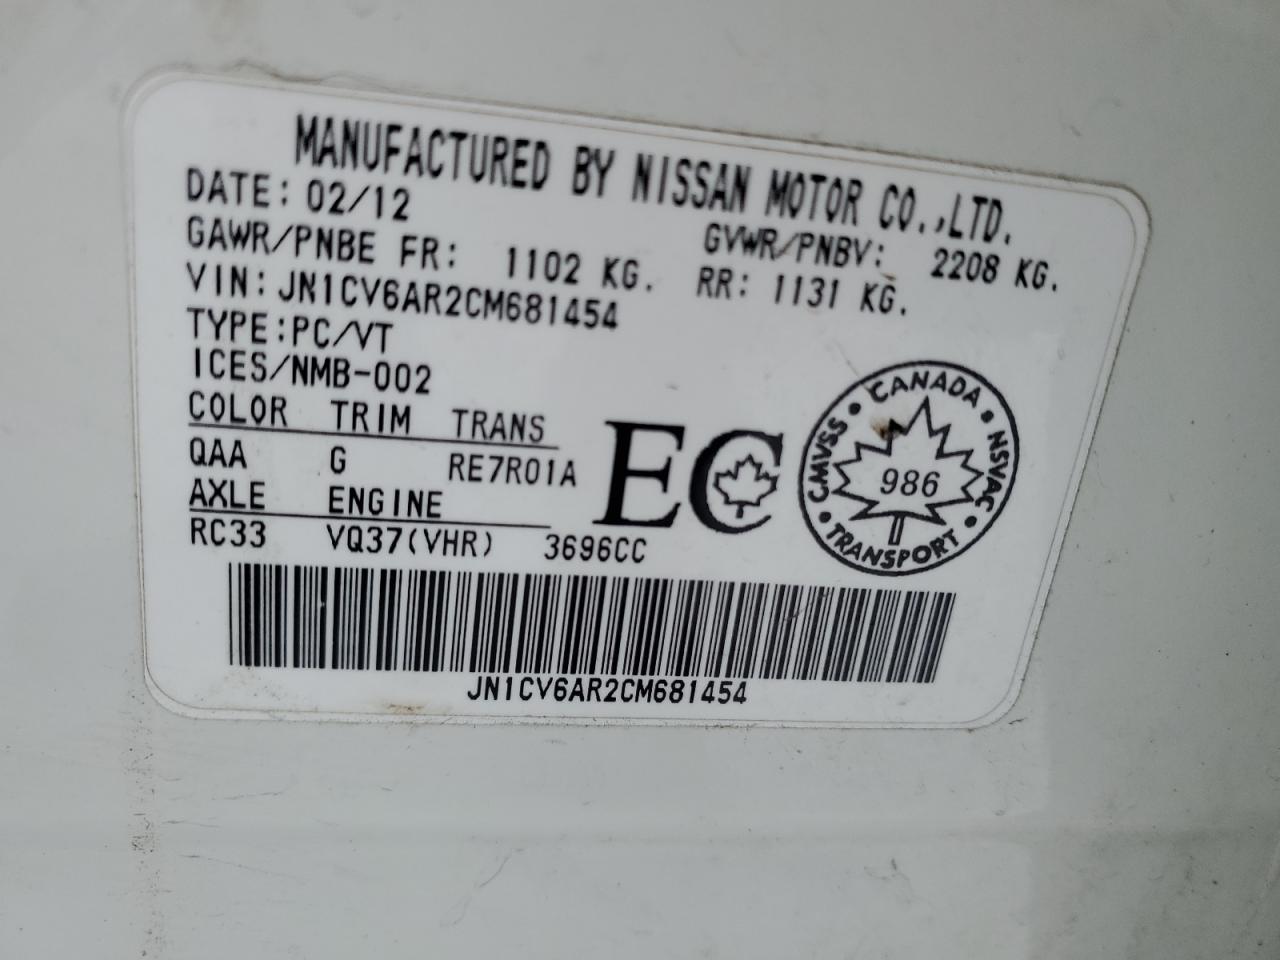 MANUFACTURED BY NISSAN MOTOR CO.,LTD.
DATE: 02/12 GVWR/PNBV: 2208 KG.
GAWR/PNBE FR: 1102 KG. RR: 1131 KG.
VIN: JN1CV6AR2CM681454
TYPE:PC/VT
ICES/NMB-002
COLOR TRIM TRANS
QAA G RE7R01A
AXLE ENGINE
RC33 VQ37(VHR) 3696CC
EC
CANADA • NSVAC • TRANSPORT • CMVSS •
986
JN1CV6AR2CM681454